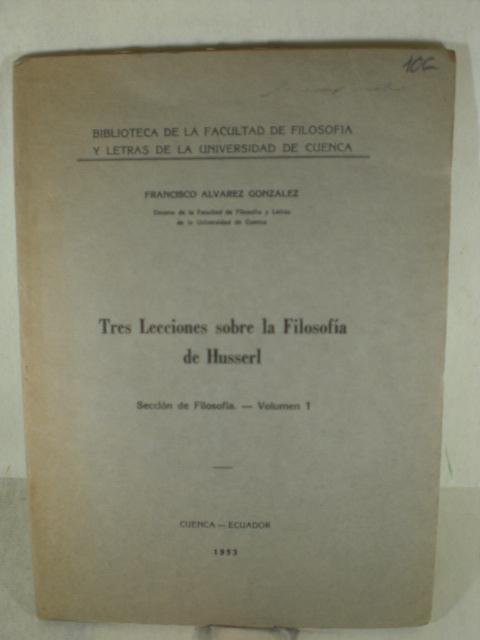 106
BIBLIOTECA DE LA FACULTAD DE FILOSOFIA
Y LETRAS DE LA UNIVERSIDAD DE CUENCA
FRANCISCO ALVAREZ GONZALEZ
Decano de la Facultad de Filosofía y Letras
de la Universidad de Cuenca
Tres Lecciones sobre la Filosofía
de Husserl
Sección de Filosofía. — Volumen 1
CUENCA — ECUADOR
1953